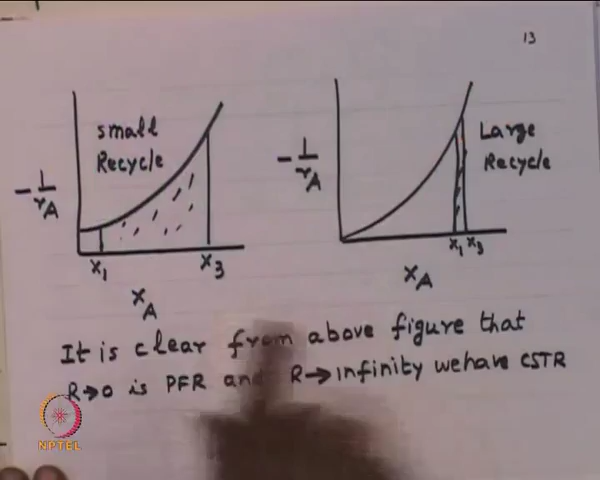 13
small
Recycle
-1/rA
x1
x3
xA
Large
Recycle
-1/rA
x1 x3
xA
It is clear from above figure that
R→0 is PFR and R→infinity we have CSTR
NPTEL